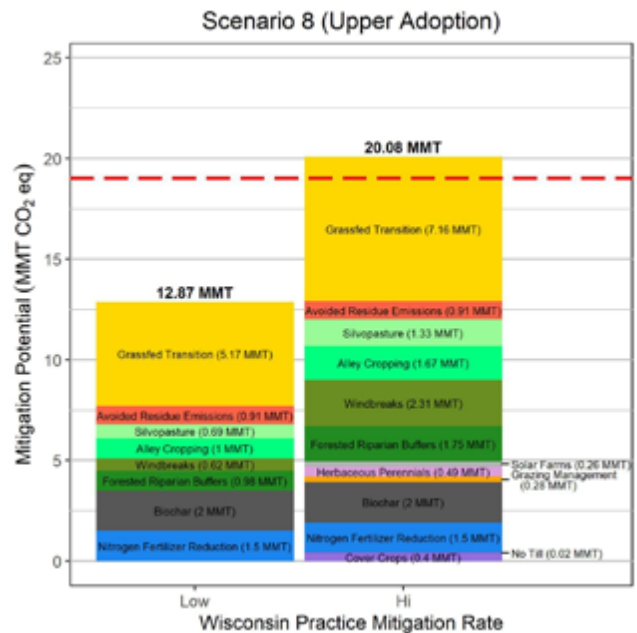 Scenario 8 (Upper Adoption)
Mitigation Potential (MMT CO₂ eq)
25
20
15
10
5
0
12.87 MMT
Grassfed Transition (5.17 MMT)
Avoided Residue Emissions (0.91 MMT)
Silvopasture (0.69 MMT)
Alley Cropping (1 MMT)
Windbreaks (0.62 MMT)
Forested Riparian Buffers (0.98 MMT)
Biochar (2 MMT)
Nitrogen Fertilizer Reduction (1.5 MMT)
20.08 MMT
Grassfed Transition (7.16 MMT)
Avoided Residue Emissions (0.91 MMT)
Silvopasture (1.33 MMT)
Alley Cropping (1.67 MMT)
Windbreaks (2.31 MMT)
Forested Riparian Buffers (1.75 MMT)
Solar Farms (0.26 MMT)
Herbaceous Perennials (0.49 MMT)
Grazing Management
(0.28 MMT)
Biochar (2 MMT)
Nitrogen Fertilizer Reduction (1.5 MMT)
No Till (0.02 MMT)
Cover Crops (0.4 MMT)
Low
Hi
Wisconsin Practice Mitigation Rate